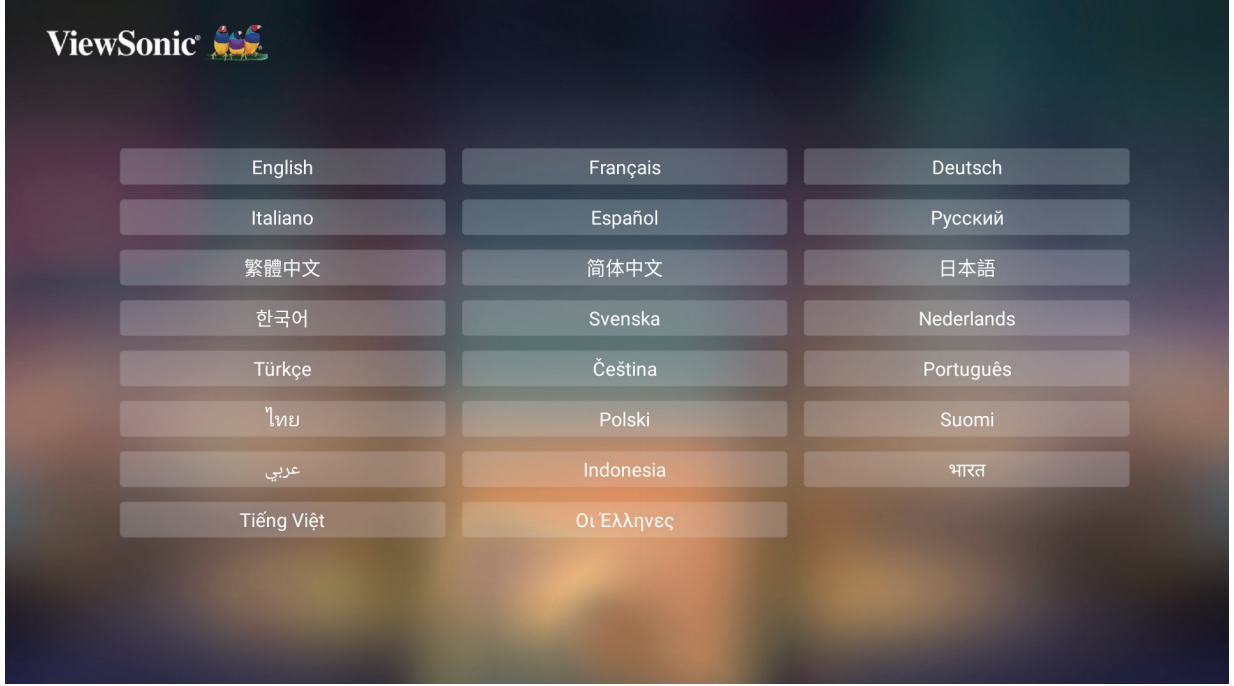 ViewSonic®
English
Français
Deutsch
Italiano
Español
Русский
繁體中文
简体中文
日本語
한국어
Svenska
Nederlands
Türkçe
Čeština
Português
ไทย
Polski
Suomi
عربي
Indonesia
भारत
Tiếng Việt
Οι Έλληνες